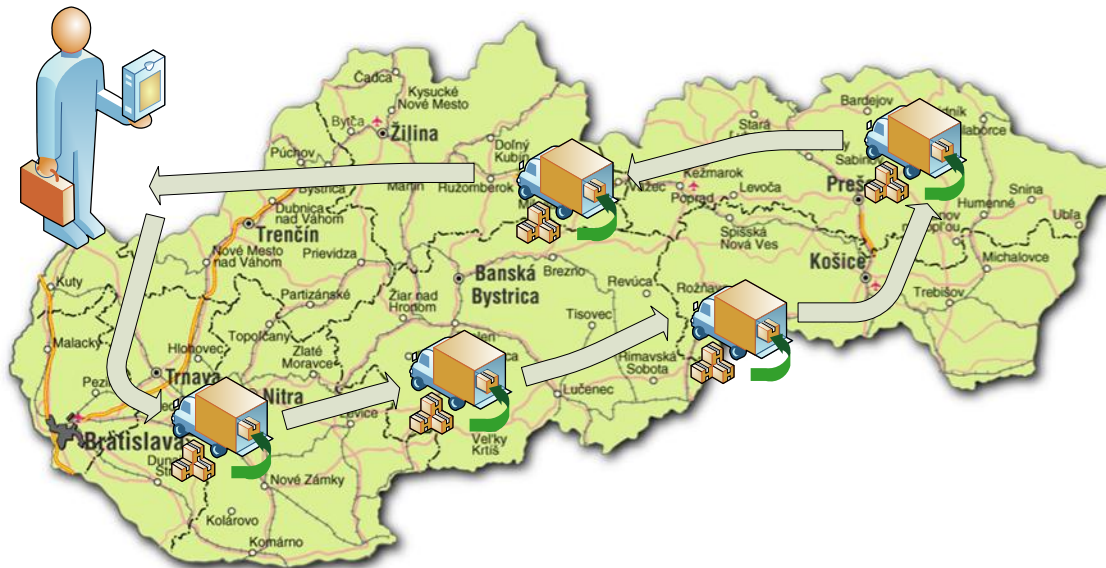 Čadca
Kysucké
Nové Mesto
Bytča
Žilina
Púchov
Bystrica
Martin
Dubnica
nad Váhom
Trenčín
Nové Mesto
nad Váhom
Prievidza
Partizánske
Topoľčany
Žiar nad
Hronom
Zlaté
Moravce
Hlohovec
Trnava
Kuty
Malacky
Bratislava
Nitra
Levice
Nové Zámky
Kolárovo
Komárno
Doľný
Kubín
Ružomberok
Banská
Bystrica
Brezno
Revúca
Tisovec
Rimavská
Sobota
Lučenec
Veľký
Krtíš
Stará
Kežmarok
Poprad
Levoča
Spišská
Nová Ves
Bardejov
Sabinov
Košice
Humenné
Snina
Ubľa
Michalovce
Trebišov